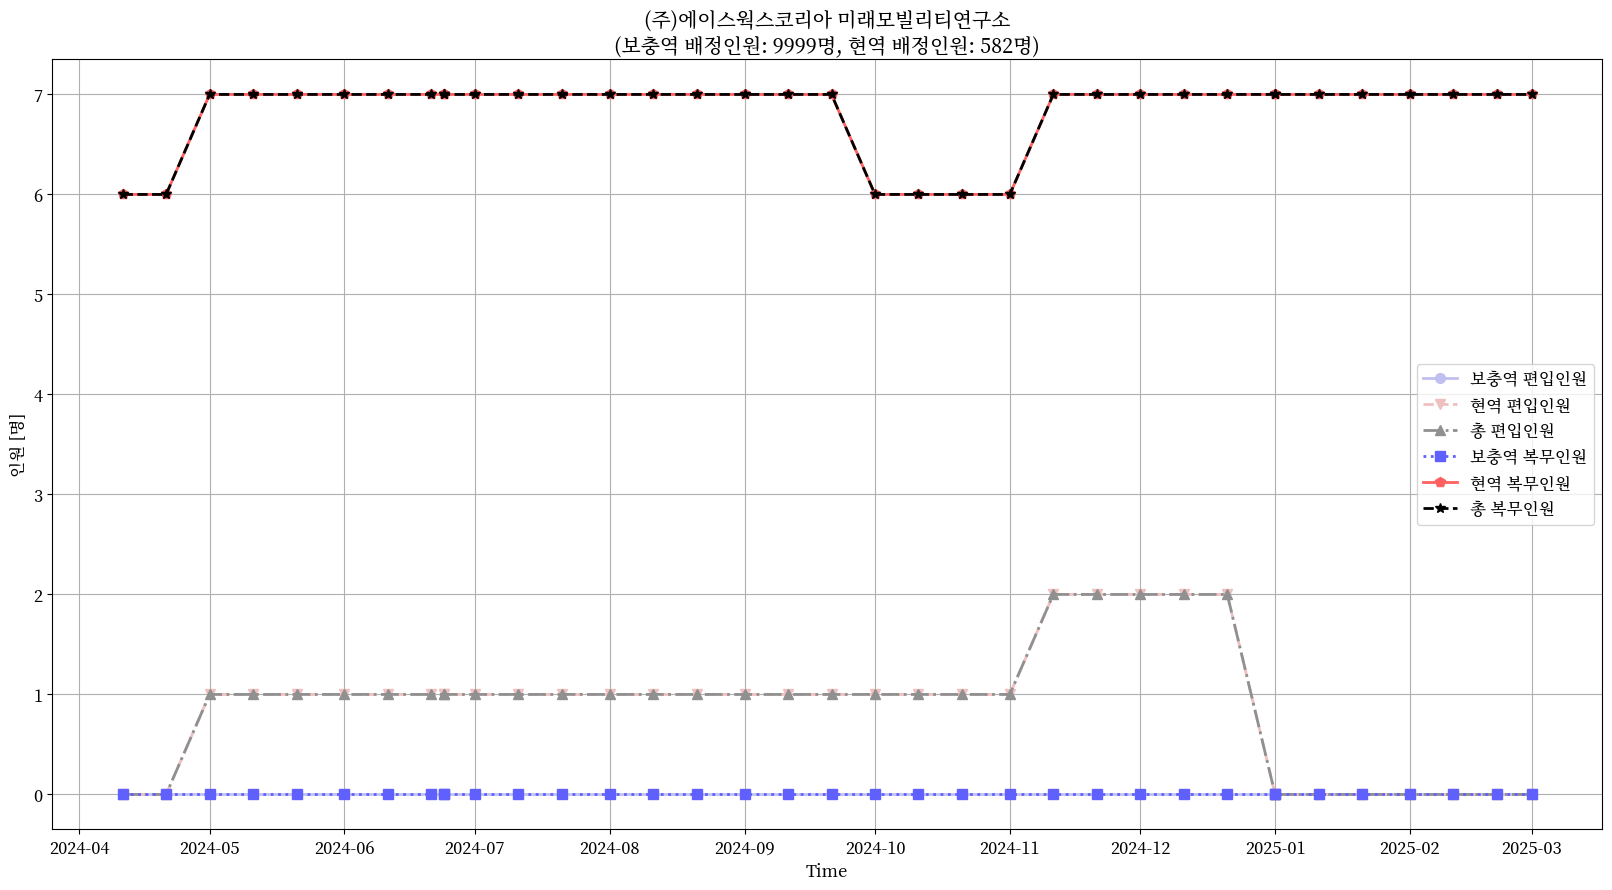 (주)에이스웍스코리아 미래모빌리티연구소
(보충역 배정인원: 9999명, 현역 배정인원: 582명)
7
6
5
4
3
2
1
0
인원 [명]
보충역 편입인원
현역 편입인원
총 편입인원
보충역 복무인원
현역 복무인원
총 복무인원
2024-04 2024-05 2024-06 2024-07 2024-08 2024-09 2024-10 2024-11 2024-12 2025-01 2025-02 2025-03
Time